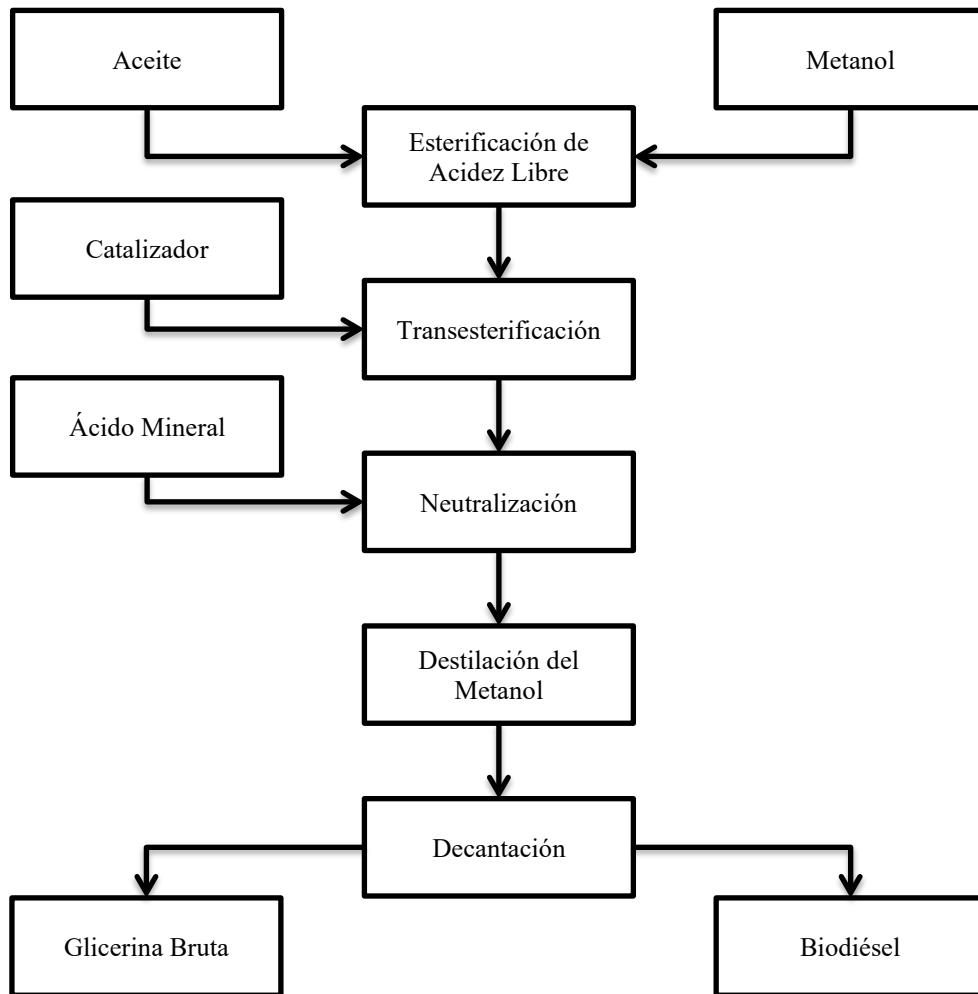 Aceite
Metanol
Esterificación de
Acidez Libre
Catalizador
Transesterificación
Ácido Mineral
Neutralización
Destilación del
Metanol
Decantación
Glicerina Bruta
Biodiésel